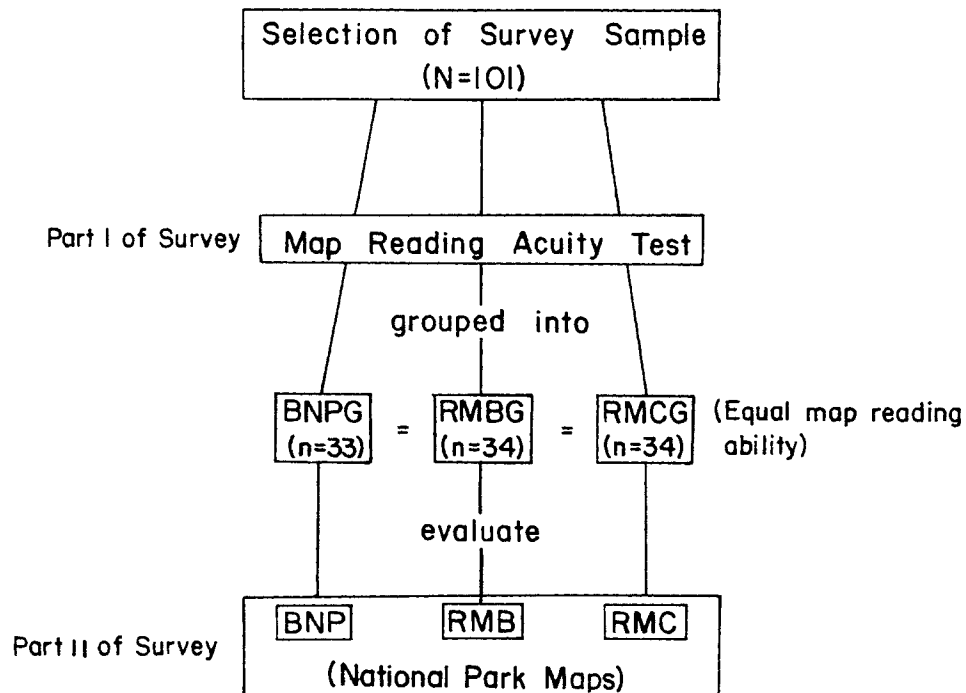 Selection of Survey Sample
(N=101)
Part I of Survey
Map Reading Acuity Test
grouped into
BNPG = RMBG = RMCG (Equal map reading
(n=33) (n=34) (n=34) ability)
evaluate
BNP RMB RMC
Part II of Survey
(National Park Maps)